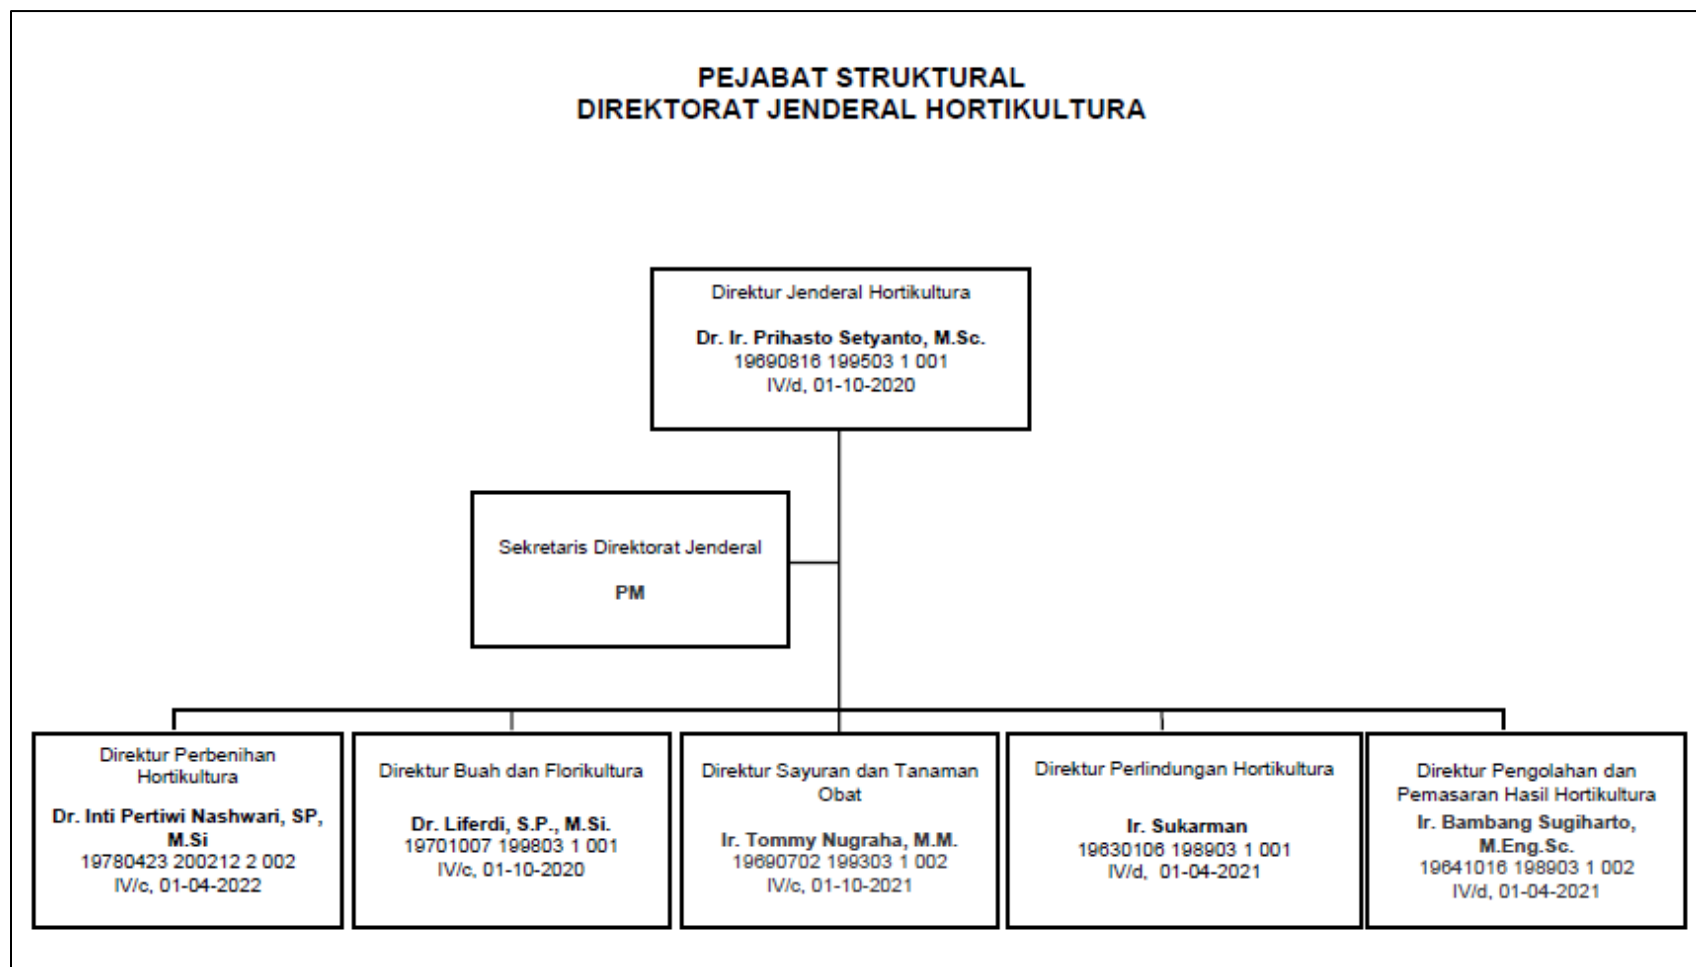 PEJABAT STRUKTURAL
DIREKTORAT JENDERAL HORTIKULTURA
Direktur Jenderal Hortikultura
Dr. Ir. Prihasto Setyanto, M.Sc.
19690816 199503 1 001
IV/d, 01-10-2020
Sekretaris Direktorat Jenderal
PM
Direktur Perbenihan
Hortikultura
Dr. Inti Pertiwi Nashwari, SP,
M.Si
19780423 200212 2 002
IV/c, 01-04-2022
Direktur Buah dan Florikultura
Dr. Liferdi, S.P., M.Si.
19701007 199803 1 001
IV/c, 01-10-2020
Direktur Sayuran dan Tanaman
Obat
Ir. Tommy Nugraha, M.M.
19690702 199303 1 002
IV/c, 01-10-2021
Direktur Perlindungan Hortikultura
Ir. Sukarman
19630106 198903 1 001
IV/d, 01-04-2021
Direktur Pengolahan dan
Pemasaran Hasil Hortikultura
Ir. Bambang Sugiharto,
M.Eng.Sc.
19641016 198903 1 002
IV/d, 01-04-2021